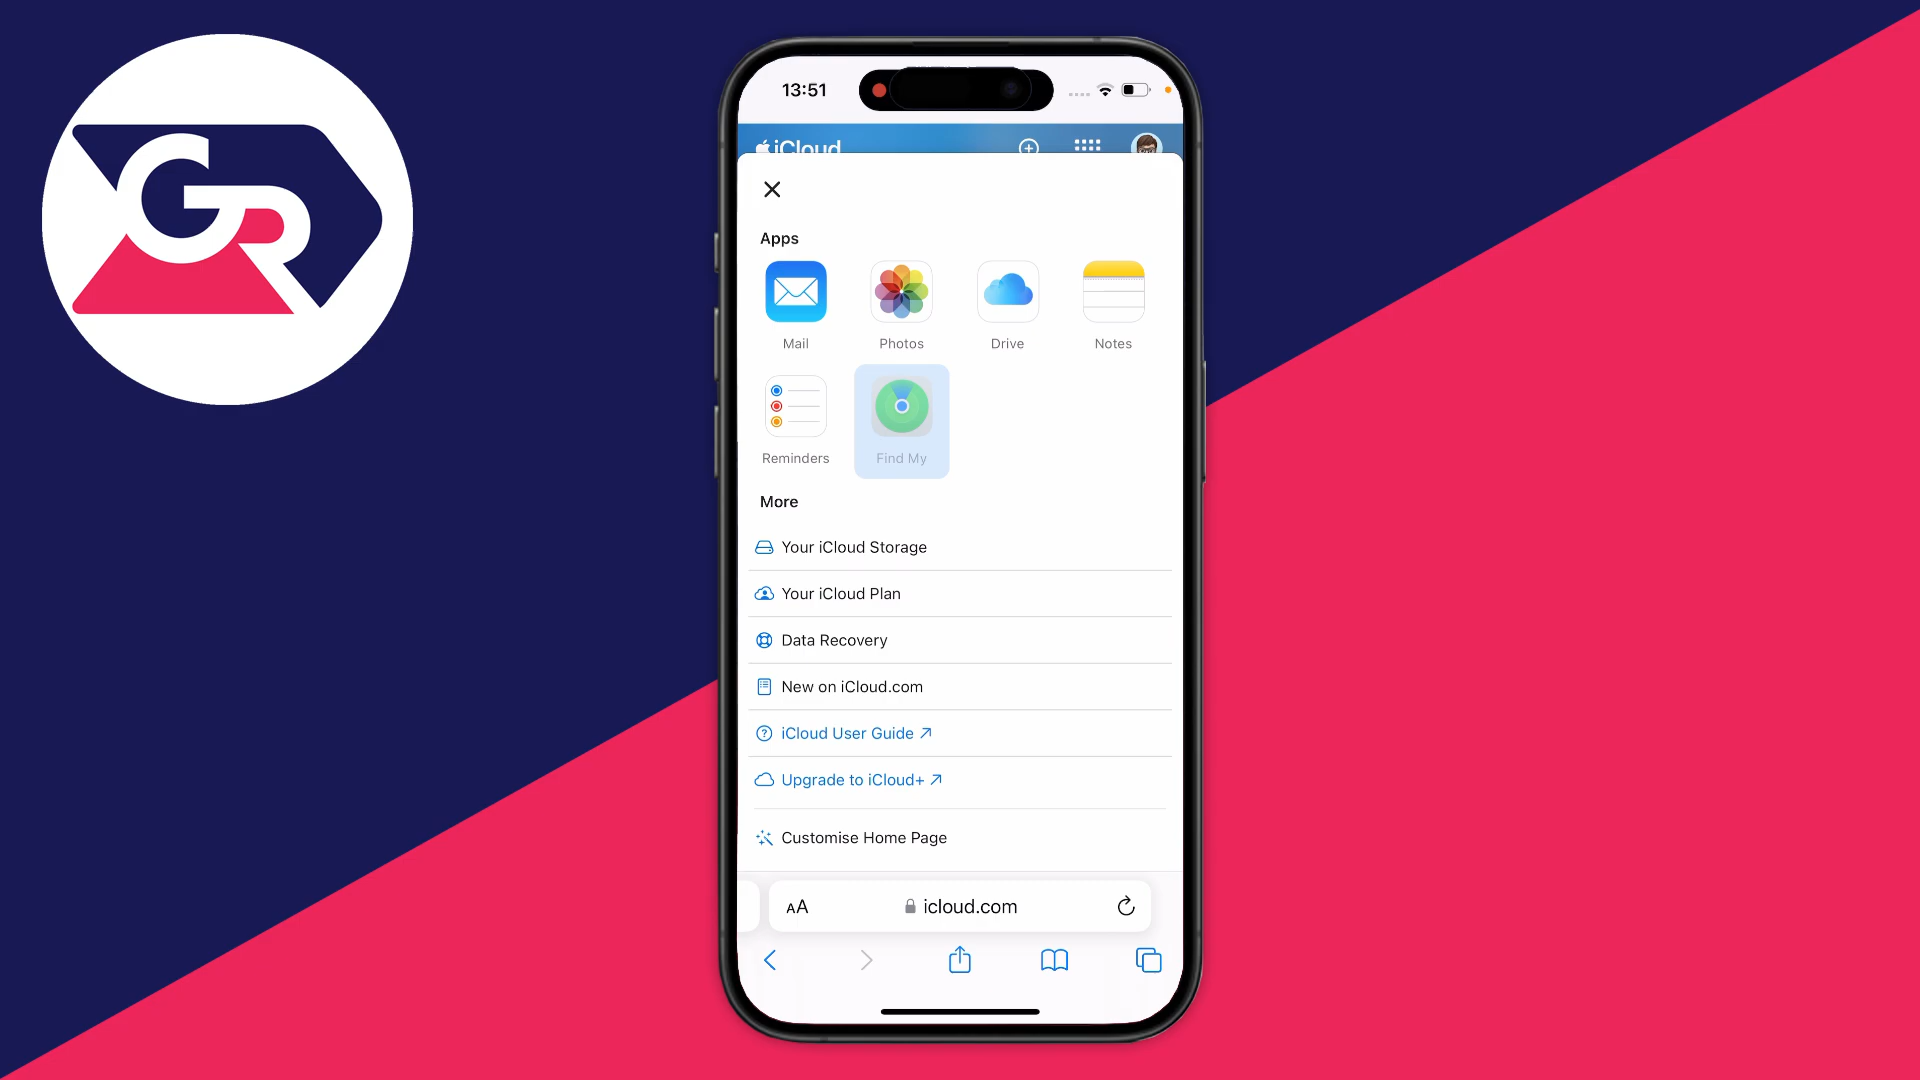 GR
13:51
iCloud
Apps
Mail
Photos
Drive
Notes
Reminders
Find My
More
Your iCloud Storage
Your iCloud Plan
Data Recovery
New on iCloud.com
iCloud User Guide ↗
Upgrade to iCloud+ ↗
Customise Home Page
AA
icloud.com